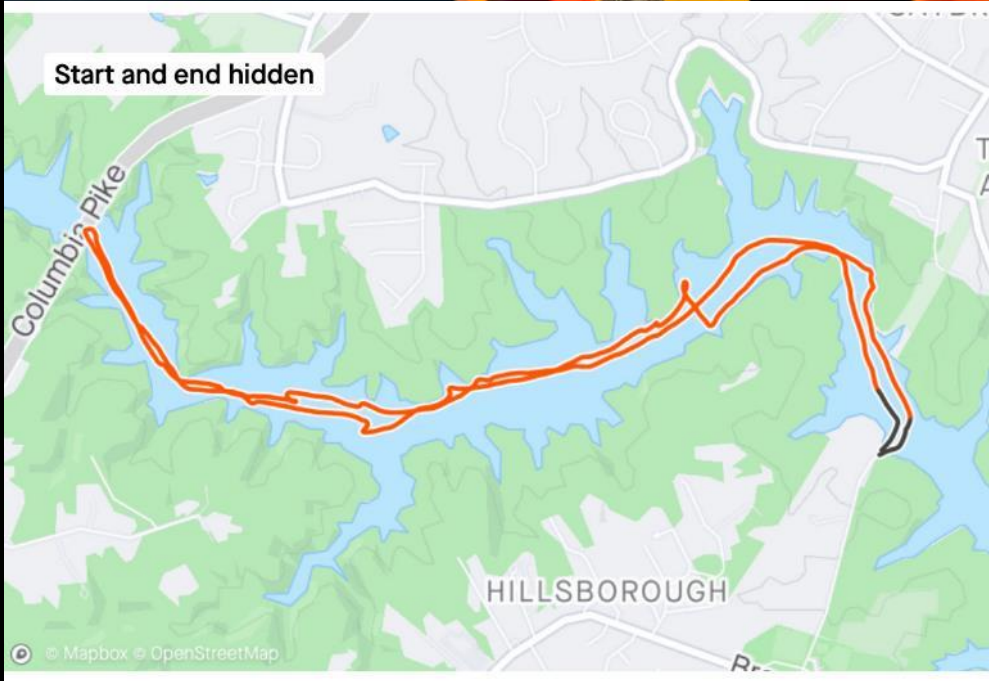 Start and end hidden
Columbia Pike
HILLSBOROUGH
© Mapbox © OpenStreetMap